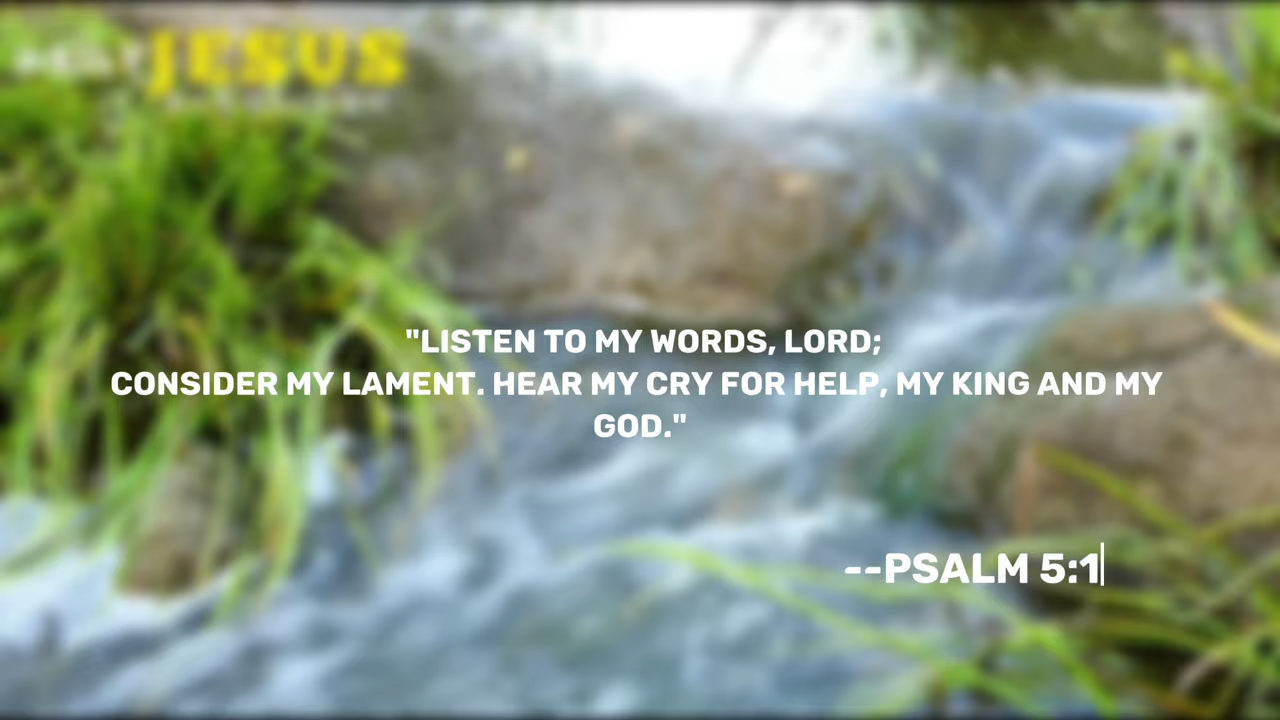 JESUS
"LISTEN TO MY WORDS, LORD;
CONSIDER MY LAMENT. HEAR MY CRY FOR HELP, MY KING AND MY
GOD."
--PSALM 5:1